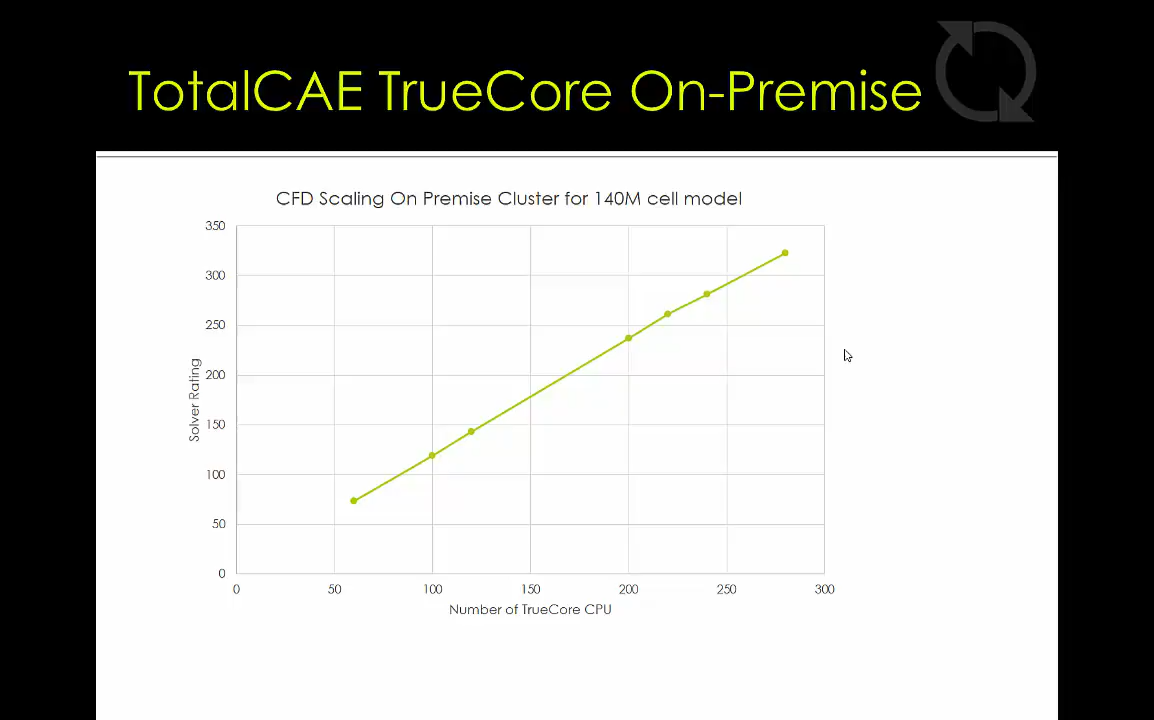 TotalCAE TrueCore On-Premise
CFD Scaling On Premise Cluster for 140M cell model
350
300
250
200
150
100
50
0
Solver Rating
0 50 100 150 200 250 300
Number of TrueCore CPU